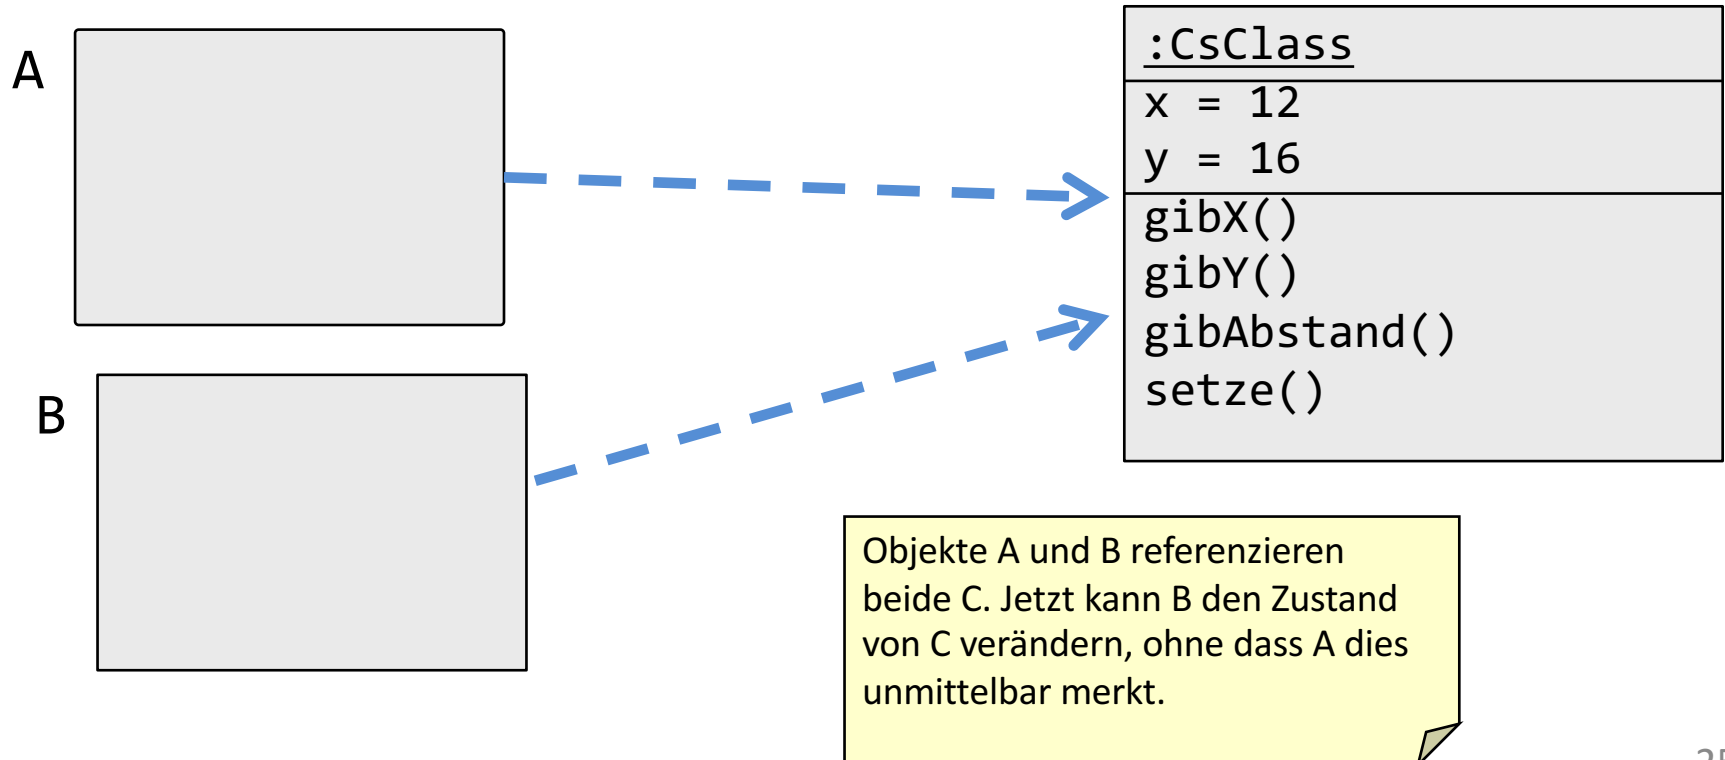 A
:CsClass
x = 12
y = 16
gibX()
gibY()
gibAbstand()
setze()
B
Objekte A und B referenzieren
beide C. Jetzt kann B den Zustand
von C verändern, ohne dass A dies
unmittelbar merkt.